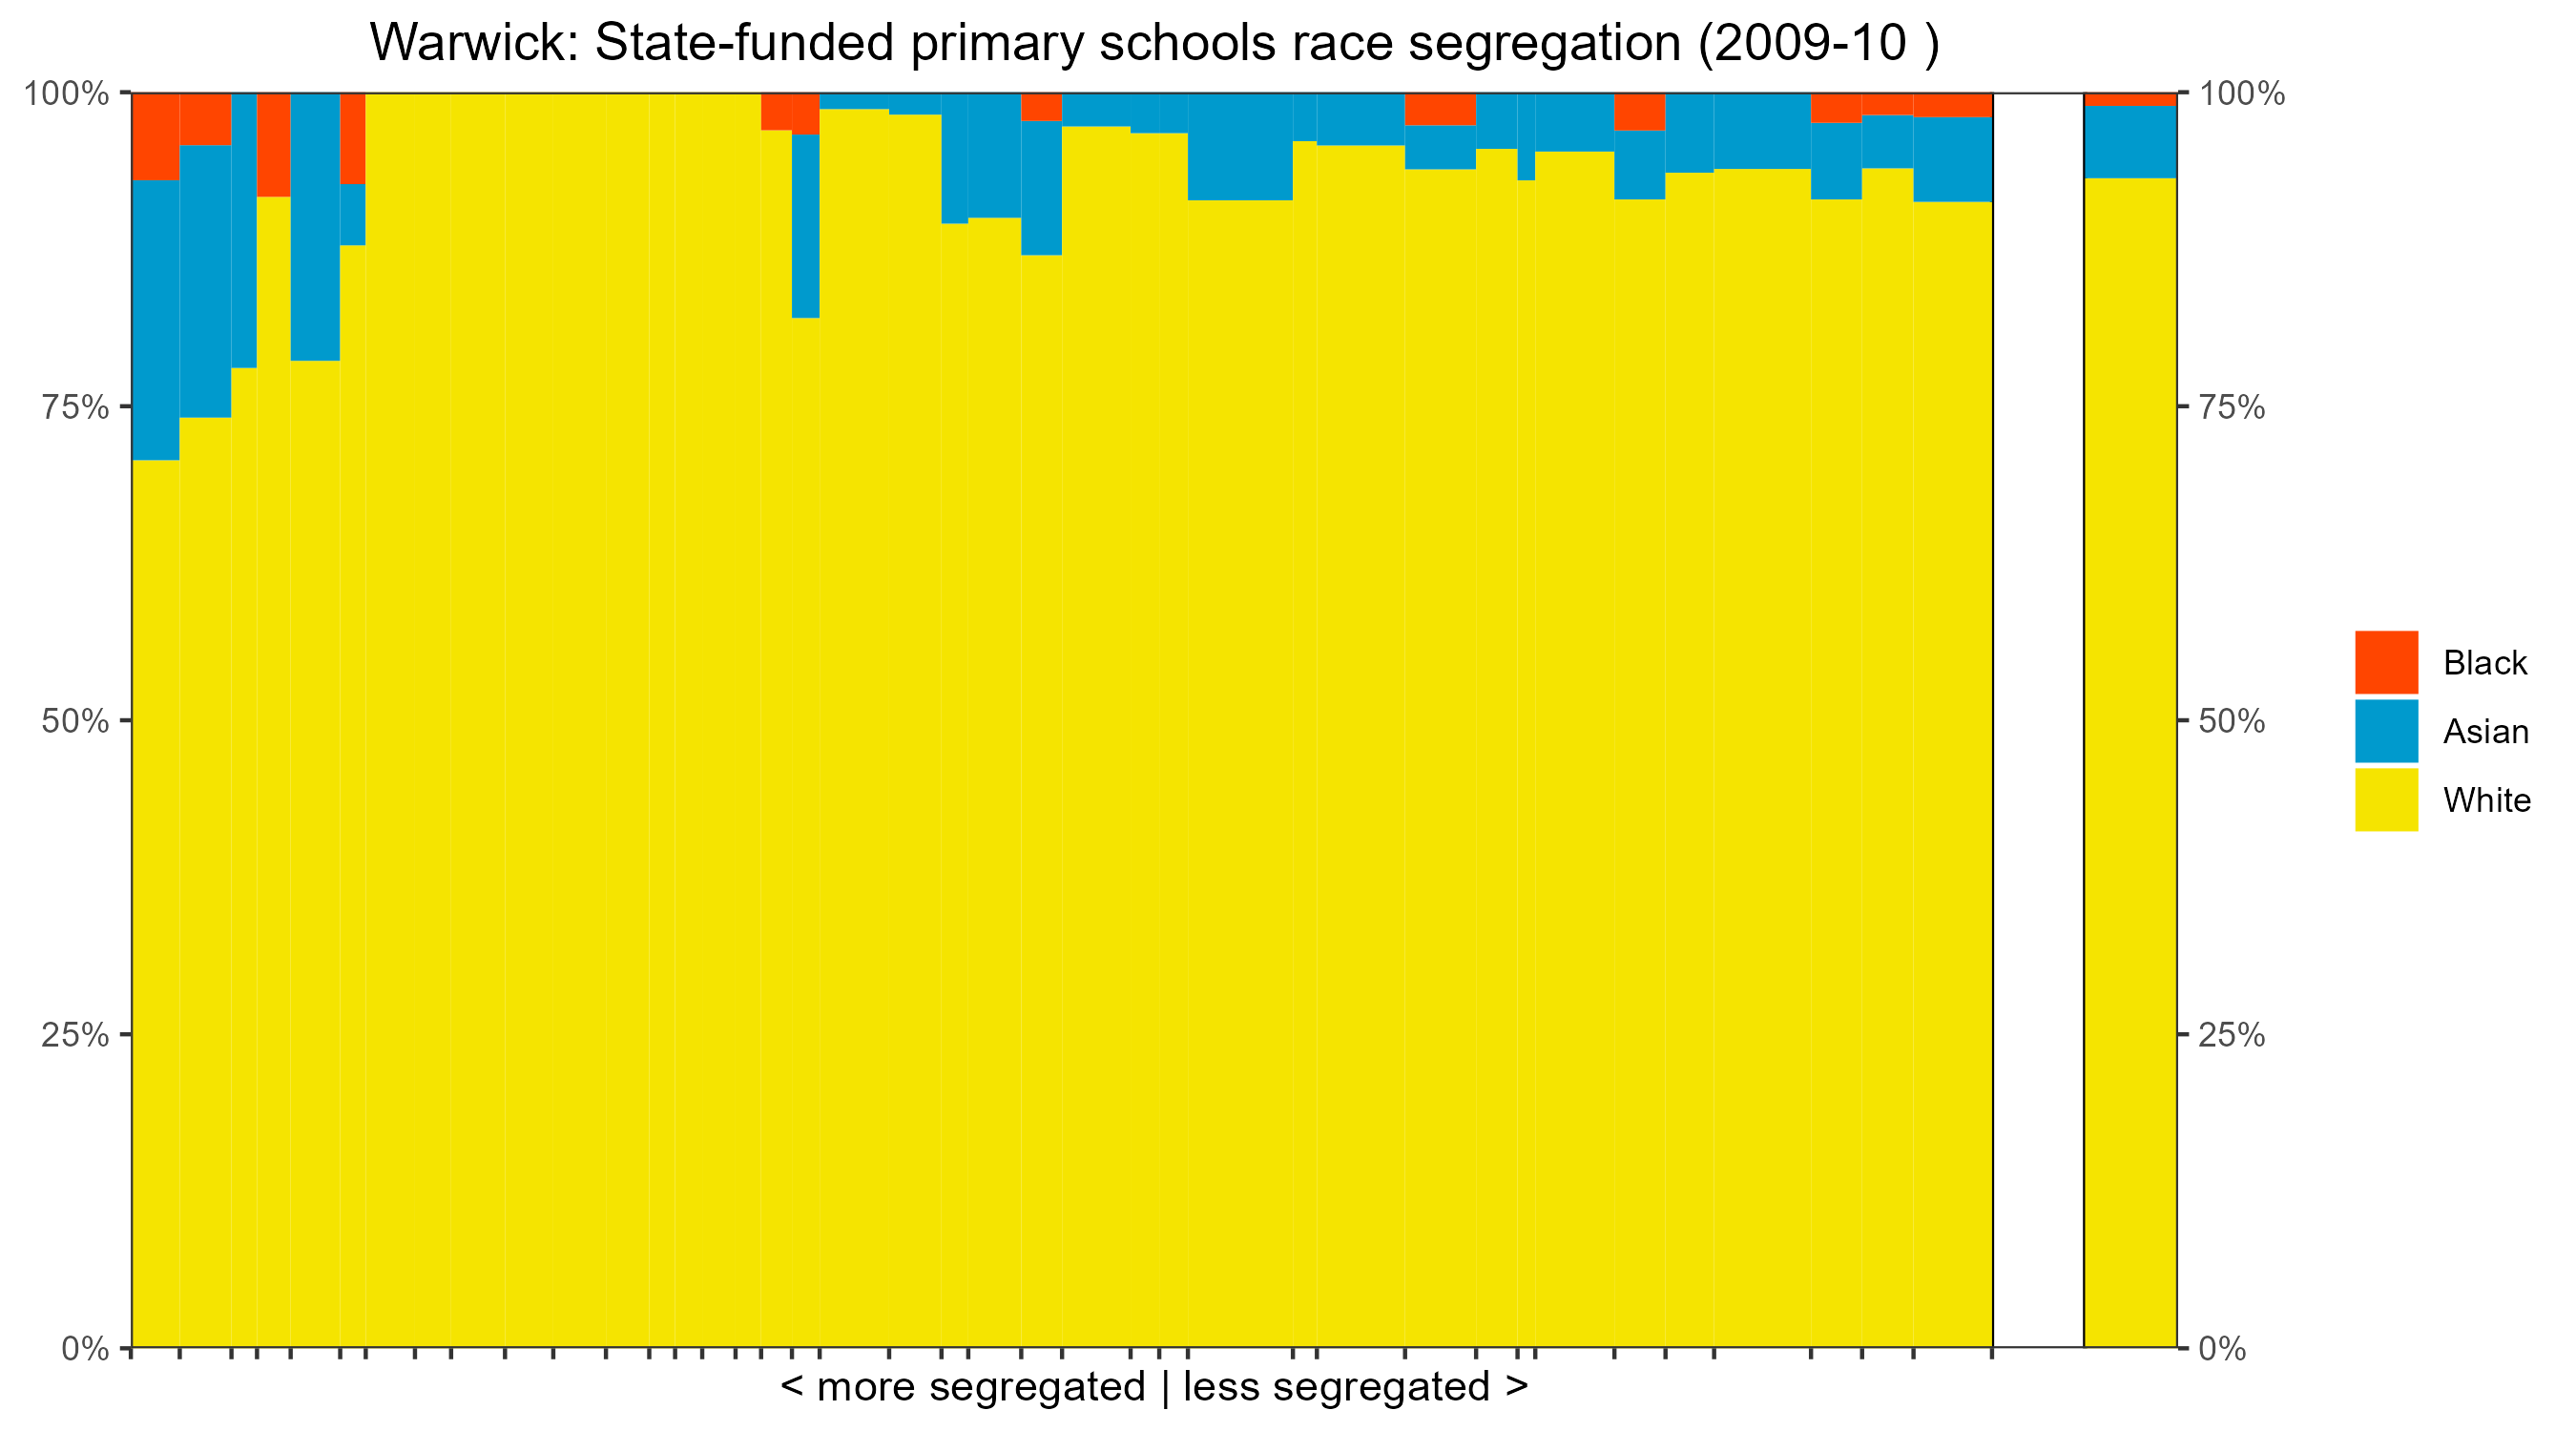 Warwick: State-funded primary schools race segregation (2009-10 )
100%
100%
75%
75%
50%
50%
25%
25%
0%
0%
Black
Asian
White
< more segregated | less segregated >